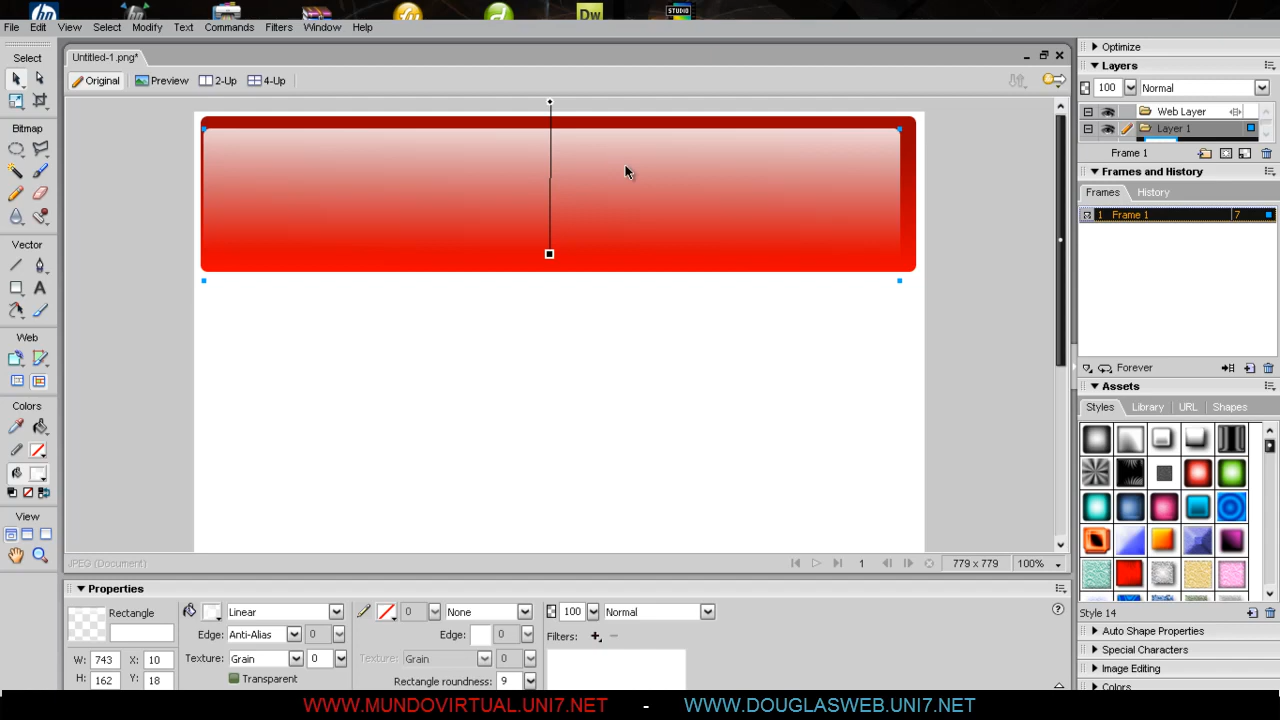 STUDIO
Dw
File Edit View Select Modify Text Commands Filters Window Help
Select
Untitled-1.png*
Original Preview 2-Up 4-Up
Bitmap
Vector
Web
Colors
View
JPEG (Document) 1 779 x 779 100%
Properties
Rectangle Linear 0 None 100 Normal
Edge: Anti-Alias 0 Edge: 0 Filters:
Texture: Grain 0 Texture: Grain 0
W: 743 X: 10
H: 162 Y: 18 Transparent Rectangle roundness: 9
Optimize
Layers
100 Normal
Web Layer
Layer 1
Frame 1
Frames and History
Frames History
1 Frame 1 7
Forever
Assets
Styles Library URL Shapes
Style 14
Auto Shape Properties
Special Characters
Image Editing
Colors
WWW.MUNDOVIRTUAL.UNI7.NET - WWW.DOUGLASWEB.UNI7.NET